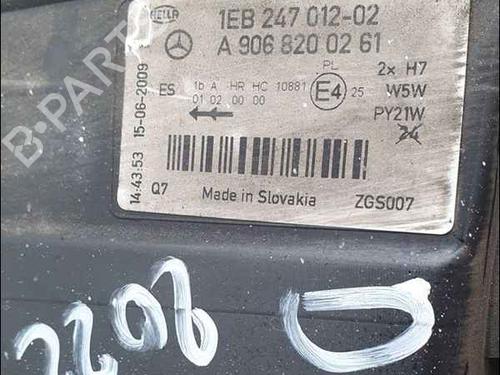 HELLA
1EB 247 012-02
A 906 820 02 61
PL
2x H7
ES
1b A HR HC 10881
E4
25
W5W
01 02 00 00
PY21W
24
14:43:53 15-06-2009
Q7
Made in Slovakia
ZGS007
B-PARTS